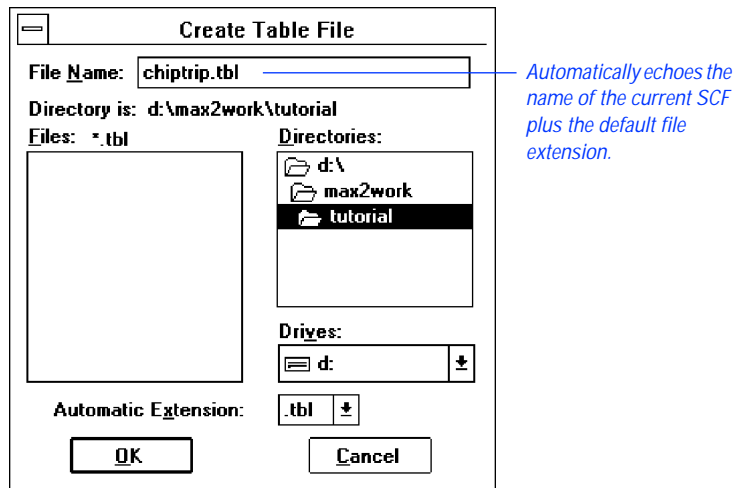 Create Table File
File Name: chiptrip.tbl
Automatically echoes the
name of the current SCF
plus the default file
extension.
Directory is: d:\max2work\tutorial
Files: *.tbl
Directories:
d:\
max2work
tutorial
Drives:
d:
Automatic Extension: .tbl
OK
Cancel